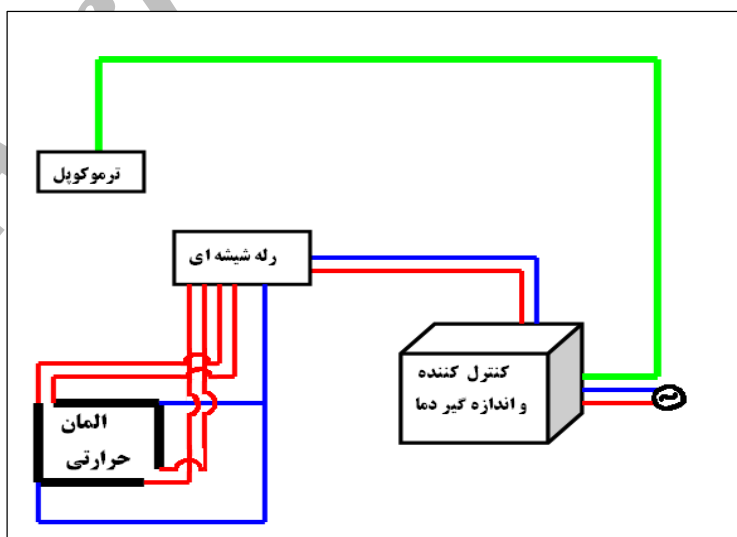 ترموکوپل
رله شیشه ای
کنترل کننده
و اندازه گیر دما
المان
حرارتی